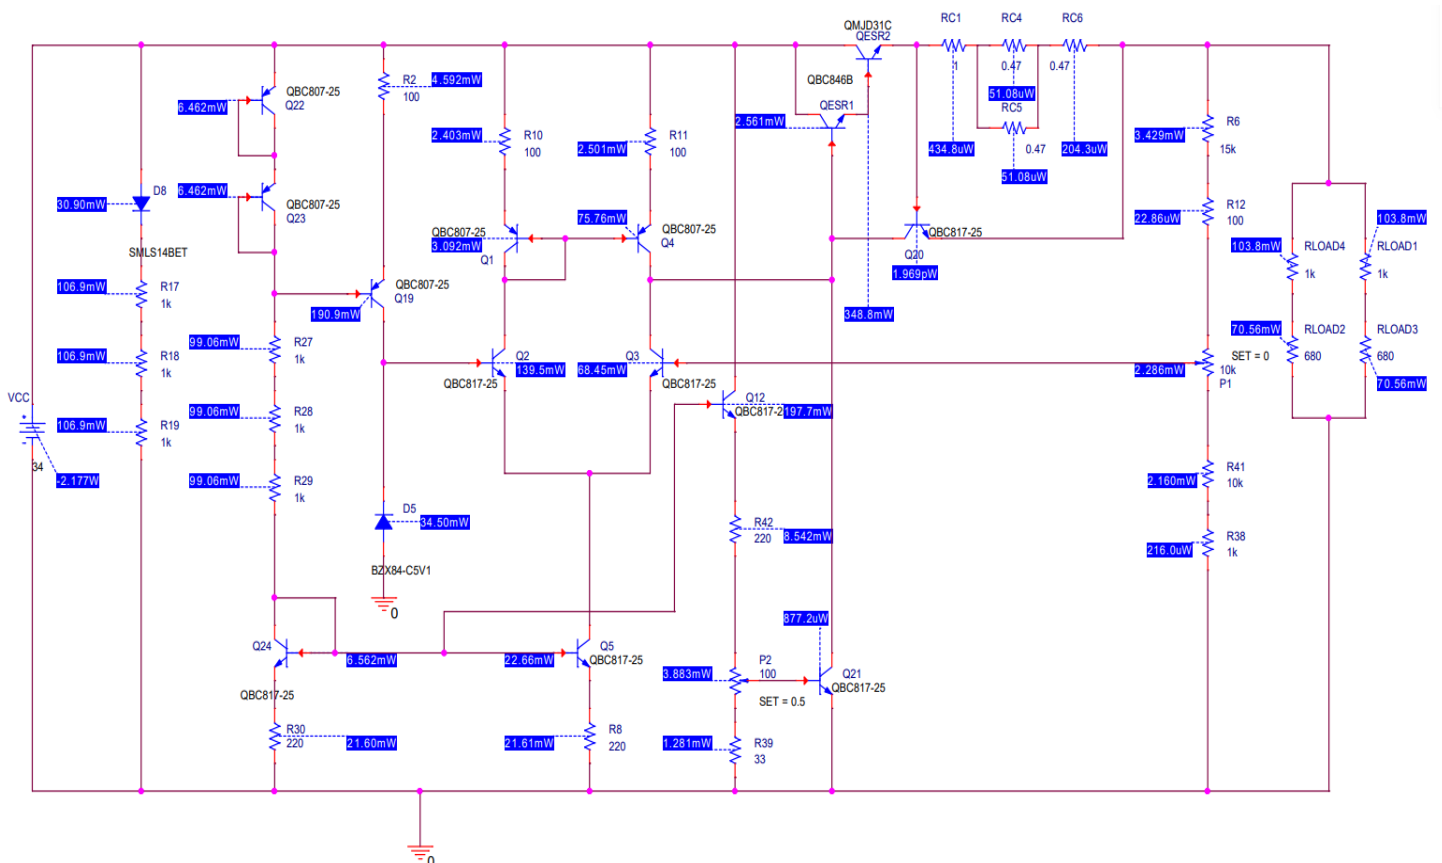 QMJD31C
QESR2
RC1
RC4
RC6
1
0.47
0.47
QBC807-25
Q22
6.462mW
R2
100
4.592mW
QBC846B
QESR1
2.561mW
51.08uW
RC5
0.47
51.08uW
434.8uW
204.3uW
2.403mW
R10
100
2.501mW
R11
100
R6
15k
3.429mW
D8
30.90mW
SMLS14BET
6.462mW
QBC807-25
Q23
R12
100
22.86uW
QBC807-25
3.092mW
Q1
75.76mW
QBC807-25
Q4
QBC817-25
Q20
1.969pW
103.8mW
RLOAD4
1k
103.8mW
RLOAD1
1k
106.9mW
R17
1k
190.9mW
QBC807-25
Q19
348.8mW
99.06mW
R27
1k
70.56mW
RLOAD2
680
RLOAD3
680
70.56mW
106.9mW
R18
1k
Q2
139.5mW
QBC817-25
Q3
68.45mW
QBC817-25
2.286mW
SET = 0
10k
P1
VCC
+
-
34
-2.177W
106.9mW
R19
1k
99.06mW
R28
1k
Q12
QBC817-2
197.7mW
99.06mW
R29
1k
D5
34.50mW
BZX84-C5V1
0
R42
220
8.542mW
2.160mW
R41
10k
216.0uW
R38
1k
877.2uW
Q24
6.562mW
QBC817-25
22.66mW
Q5
QBC817-25
3.883mW
P2
100
SET = 0.5
Q21
QBC817-25
R30
220
21.60mW
21.61mW
R8
220
1.281mW
R39
33
0